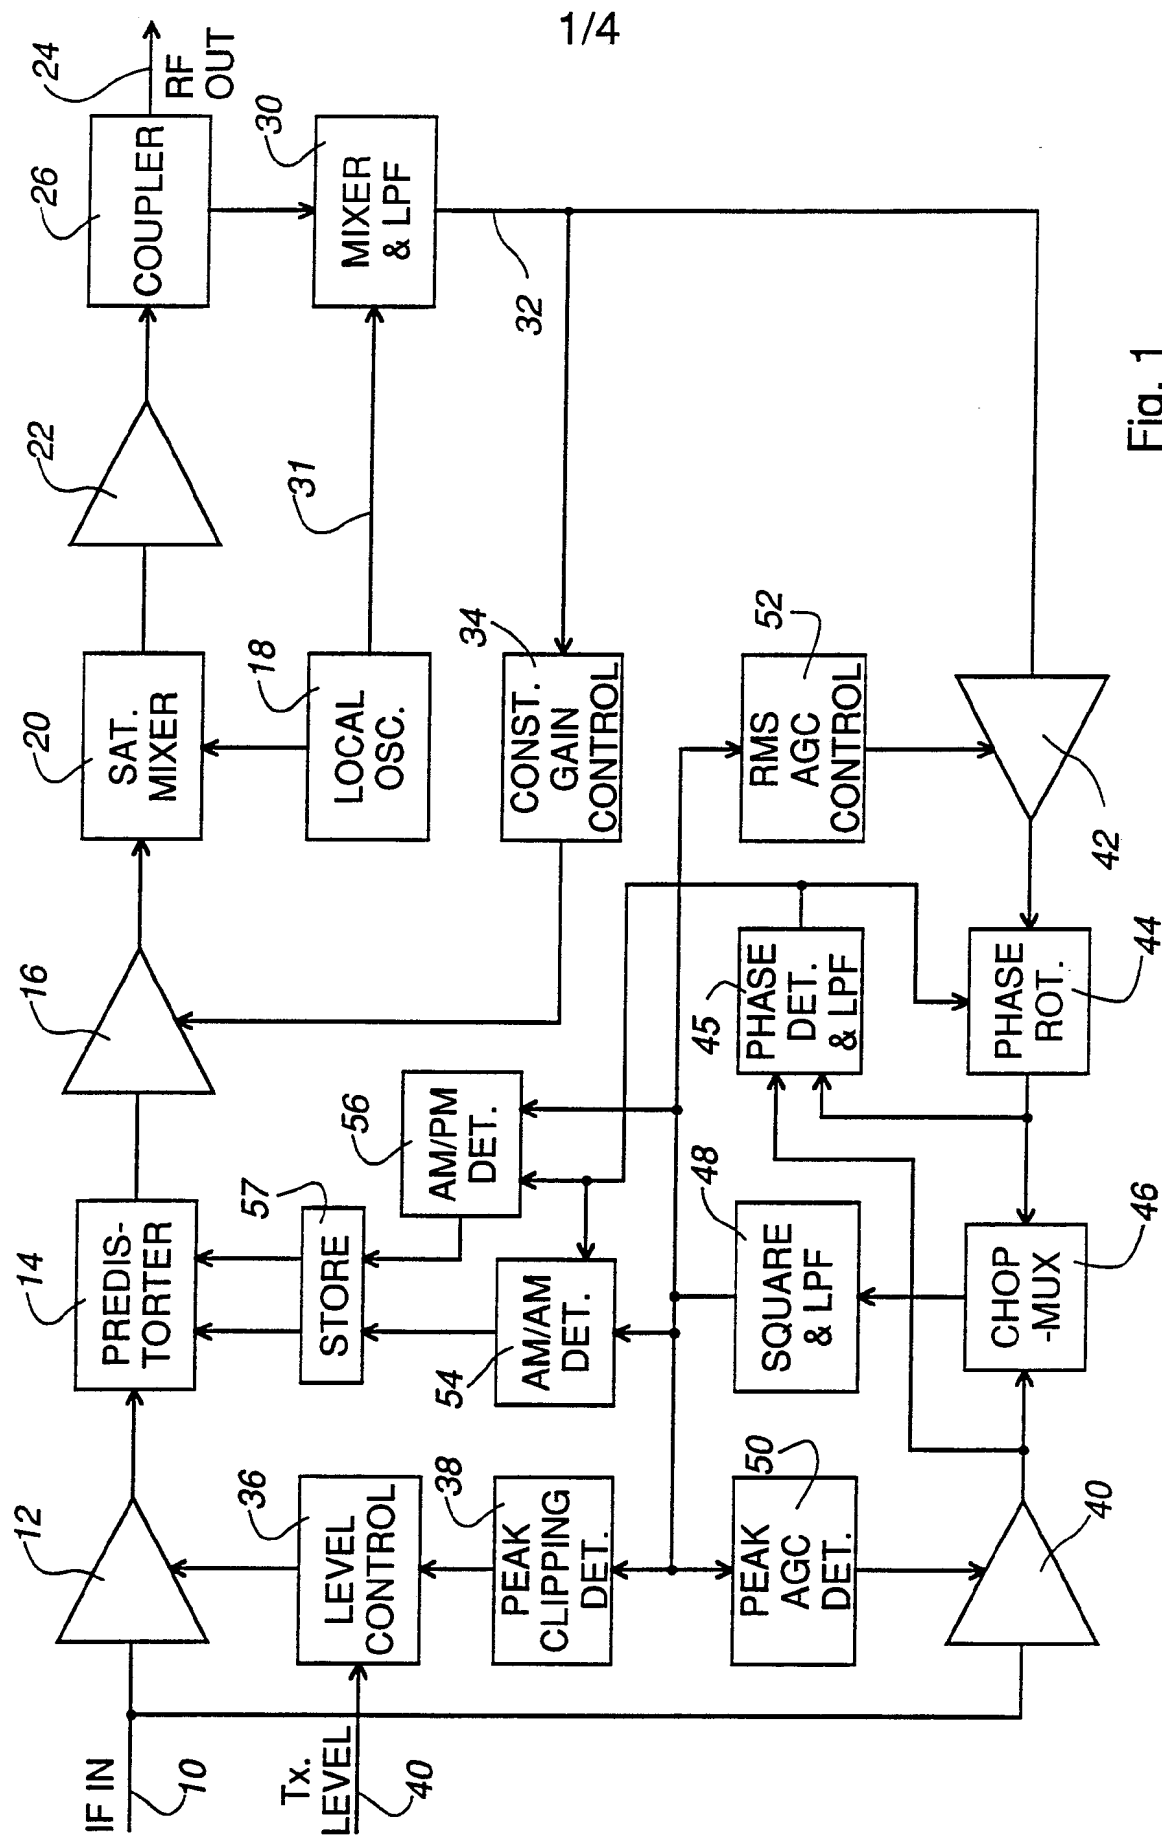 1/4
IF IN
10
12
14
PREDIS-
TORTER
16
20
SAT.
MIXER
22
26
COUPLER
24
RF
OUT
Tx.
LEVEL
40
36
LEVEL
CONTROL
57
STORE
56
AM/PM
DET.
18
LOCAL
OSC.
31
30
MIXER
& LPF
32
38
PEAK
CLIPPING
DET.
54
AM/AM
DET.
34
CONST.
GAIN
CONTROL
50
PEAK
AGC
DET.
48
SQUARE
& LPF
45
PHASE
DET.
& LPF
52
RMS
AGC
CONTROL
40
46
CHOP
-MUX
44
PHASE
ROT.
42
Fig. 1